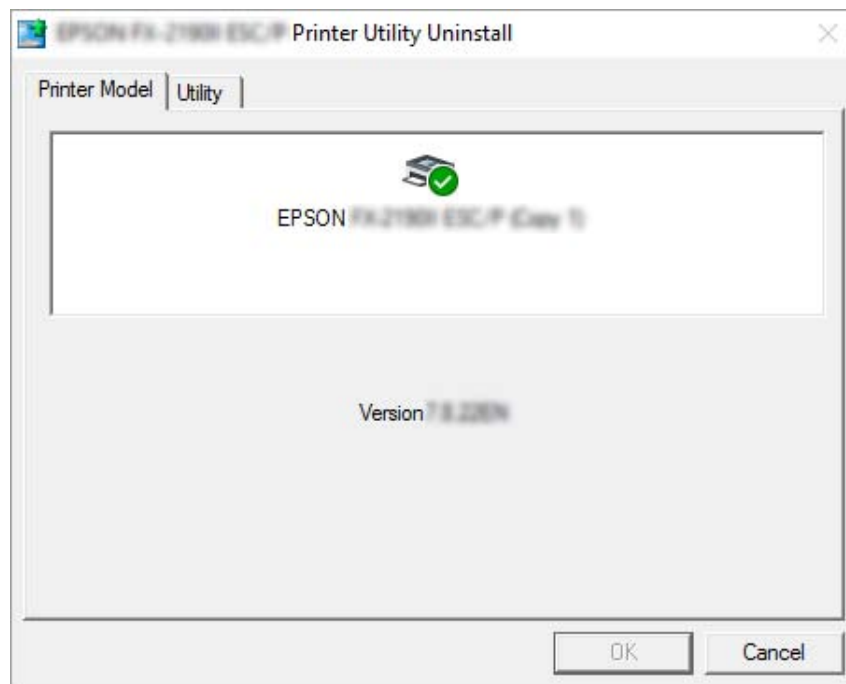 Printer Utility Uninstall
Printer Model
Utility
EPSON
Version
OK
Cancel